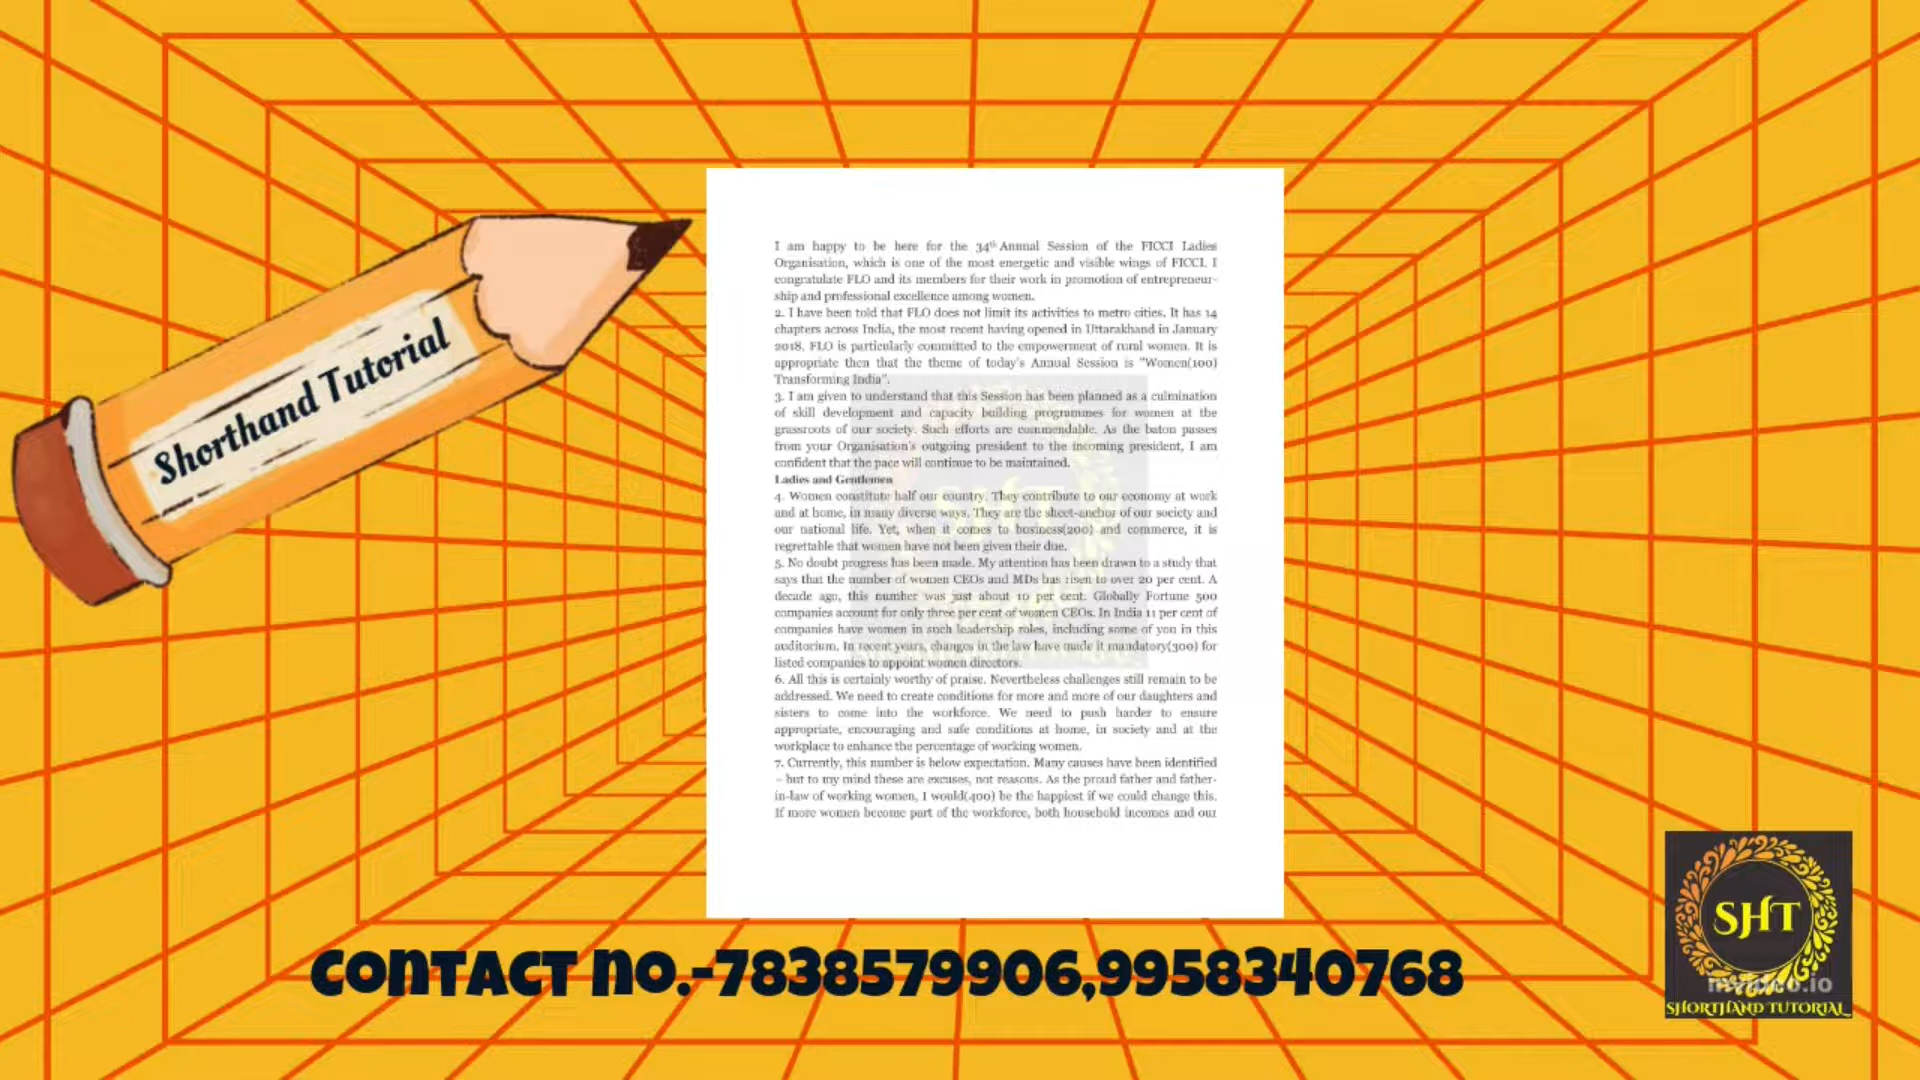 Shorthand Tutorial
I am happy to be here for the 34th Annual Session of the FICCI Ladies
Organisation, which is one of the most energetic and visible wings of FICCI. I
congratulate FLO and its members for their work in promotion of entrepreneur-
ship and professional excellence among women.
2. I have been told that FLO does not limit its activities to metro cities. It has 14
chapters across India, the most recent having opened in Uttarakhand in January
2018. FLO is particularly committed to the empowerment of rural women. It is
appropriate then that the theme of today's Annual Session is "Women(100)
Transforming India".
3. I am given to understand that this Session has been planned as a culmination
of skill development and capacity building programmes for women at the
grassroots of our society. Such efforts are commendable. As the baton passes
from your Organisation's outgoing president to the incoming president, I am
confident that the pace will continue to be maintained.
Ladies and Gentlemen
4. Women constitute half our country. They contribute to our economy at work
and at home, in many diverse ways. They are the sheet-anchor of our society and
our national life. Yet, when it comes to business(200) and commerce, it is
regrettable that women have not been given their due.
5. No doubt progress has been made. My attention has been drawn to a study that
says that the number of women CEOs and MDs has risen to over 20 per cent. A
decade ago, this number was just about 10 per cent. Globally Fortune 500
companies account for only three per cent of women CEOs. In India 11 per cent of
companies have women in such leadership roles, including some of you in this
auditorium. In recent years, changes in the law have made it mandatory(300) for
listed companies to appoint women directors.
6. All this is certainly worthy of praise. Nevertheless challenges still remain to be
addressed. We need to create conditions for more and more of our daughters and
sisters to come into the workforce. We need to push harder to ensure
appropriate, encouraging and safe conditions at home, in society and at the
workplace to enhance the percentage of working women.
7. Currently, this number is below expectation. Many causes have been identified
– but to my mind these are excuses, not reasons. As the proud father and father-
in-law of working women, I would(400) be the happiest if we could change this.
If more women become part of the workforce, both household incomes and our
Contact no.-7838579906,9958340768
SHT
SHORTHAND TUTORIAL